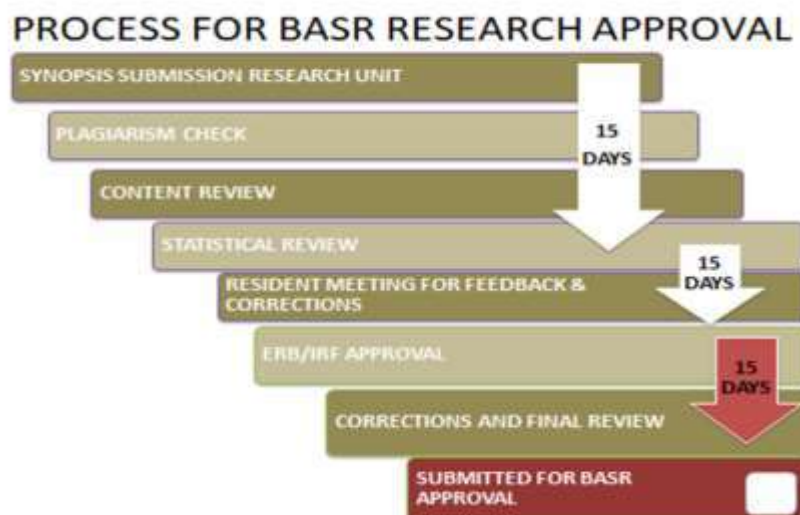 PROCESS FOR BASR RESEARCH APPROVAL
SYNOPSIS SUBMISSION RESEARCH UNIT
PLAGIARISM CHECK
15
DAYS
CONTENT REVIEW
STATISTICAL REVIEW
15
DAYS
RESIDENT MEETING FOR FEEDBACK &
CORRECTIONS
ERB/IRF APPROVAL
15
DAYS
CORRECTIONS AND FINAL REVIEW
SUBMITTED FOR BASR
APPROVAL